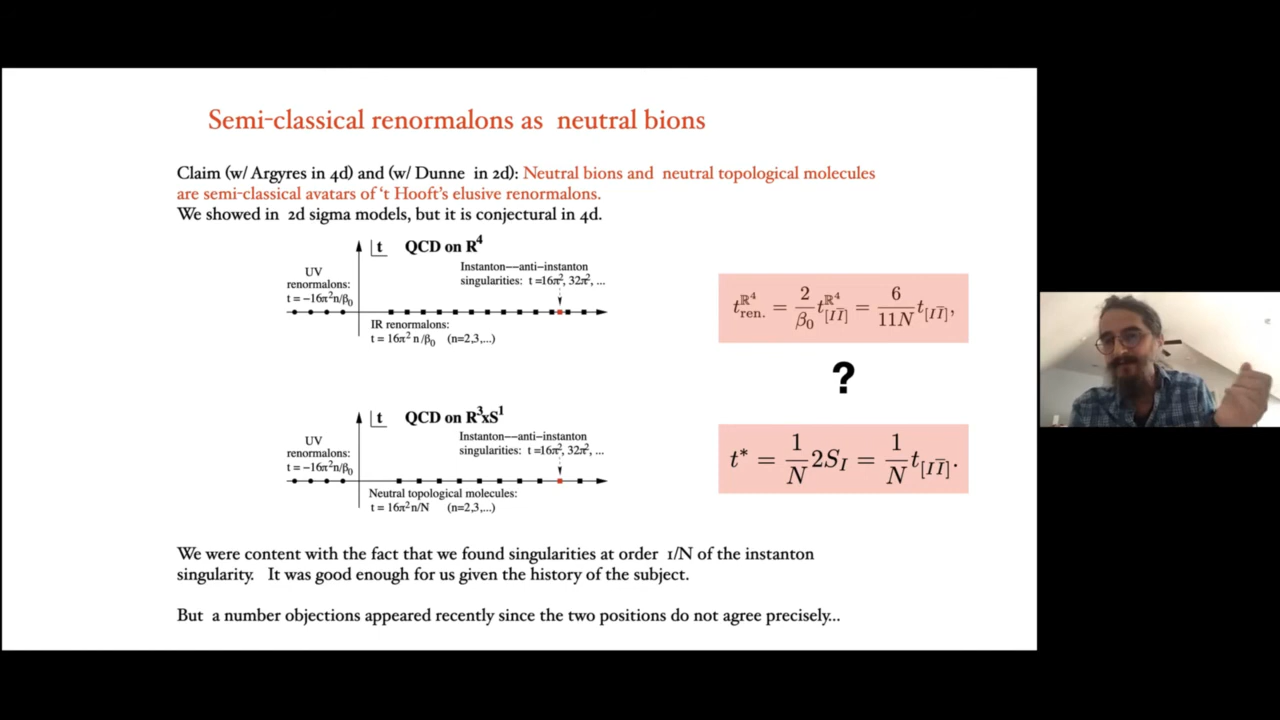 Semi-classical renormalons as neutral bions
Claim (w/ Argyres in 4d) and (w/ Dunne in 2d): Neutral bions and neutral topological molecules
are semi-classical avatars of 't Hooft's elusive renormalons.
We showed in 2d sigma models, but it is conjectural in 4d.
t QCD on R⁴
UV
renormalons:
t = −16π²n/β₀
Instanton—anti−instanton
singularities: t =16π², 32π², ...
IR renormalons:
t = 16π² n/β₀ (n=2,3,...)
t_{ren.}^{ℝ⁴} = 2/β₀ t_{[IĪ]}^{ℝ⁴} = 6/11N t_{[IĪ]},
?
t QCD on R³xS¹
UV
renormalons:
t = −16π²n/β₀
Instanton—anti−instanton
singularities: t =16π², 32π², ...
Neutral topological molecules:
t = 16π²n/N (n=2,3,...)
t* = 1/N 2S_I = 1/N t_{[IĪ]}.
We were content with the fact that we found singularities at order 1/N of the instanton
singularity. It was good enough for us given the history of the subject.
But a number objections appeared recently since the two positions do not agree precisely...